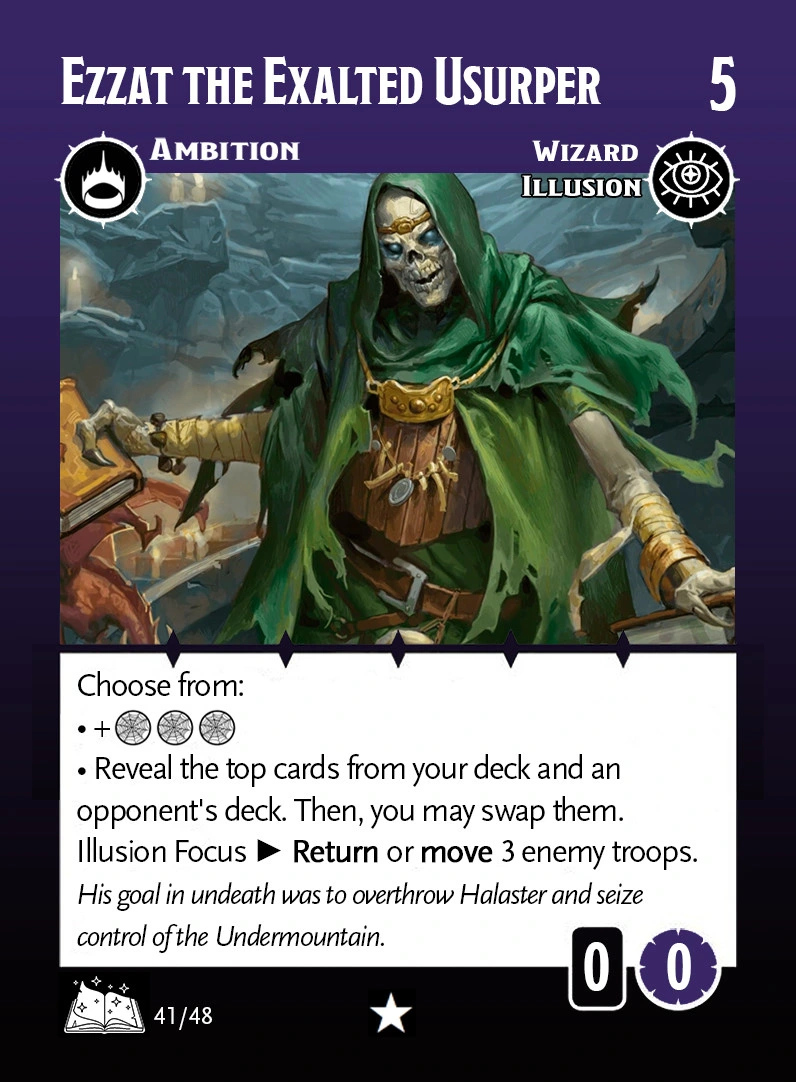 Ezzat the Exalted Usurper 5
Ambition
Wizard
Illusion
Choose from:
• +
• Reveal the top cards from your deck and an
opponent's deck. Then, you may swap them.
Illusion Focus ► Return or move 3 enemy troops.
His goal in undeath was to overthrow Halaster and seize
control of the Undermountain.
0 0
41/48